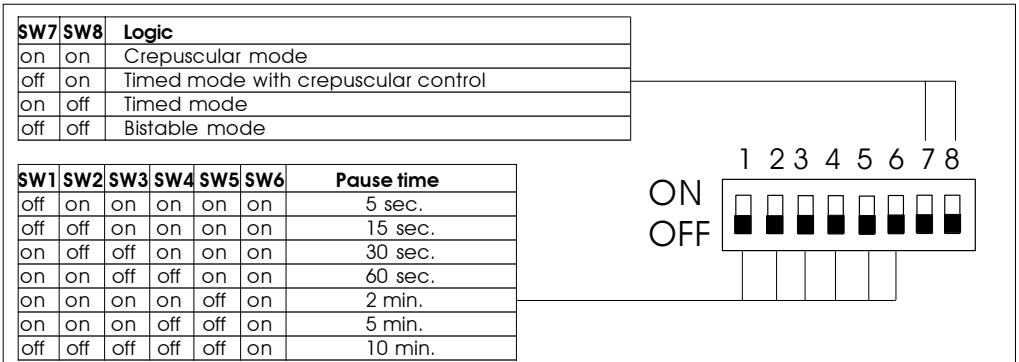 SW7 SW8 Logic
on on Crepuscular mode
off on Timed mode with crepuscular control
on off Timed mode
off off Bistable mode
SW1 SW2 SW3 SW4 SW5 SW6 Pause time
off on on on on on 5 sec.
off off on on on on 15 sec.
on off off on on on 30 sec.
on on off off on on 60 sec.
on on on on off on 2 min.
on on on off off on 5 min.
off off off off off on 10 min.
1 2 3 4 5 6 7 8
ON
OFF